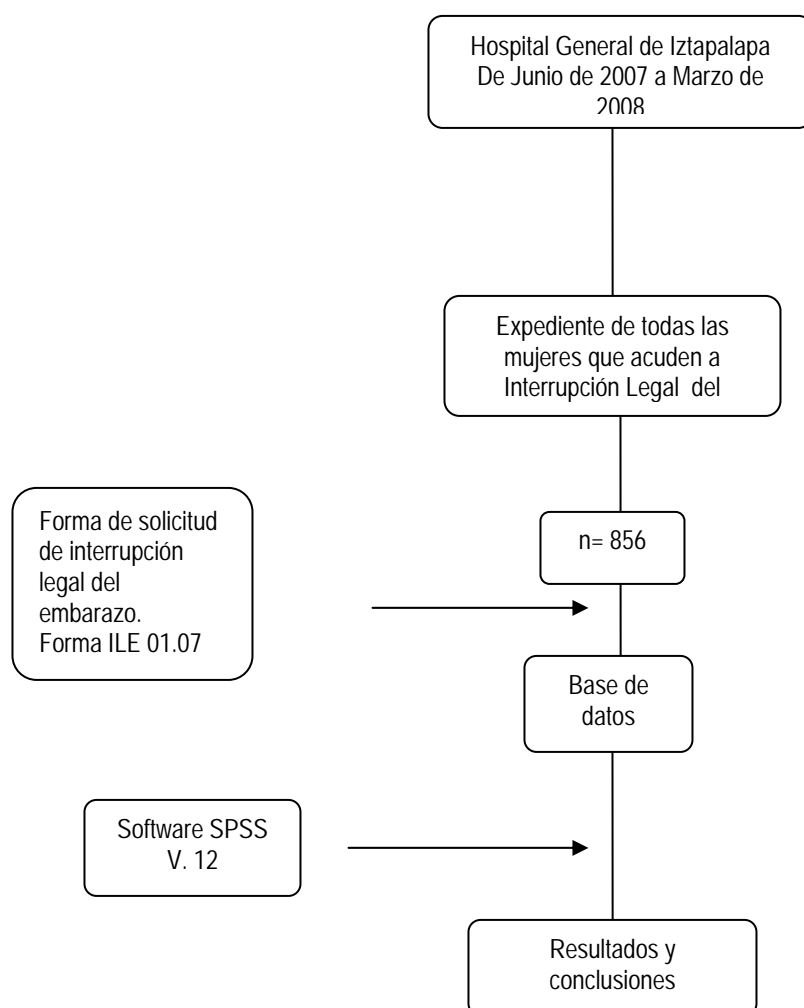 Hospital General de Iztapalapa
De Junio de 2007 a Marzo de
2008
Expediente de todas las
mujeres que acuden a
Interrupción Legal del
n= 856
Forma de solicitud
de interrupción
legal del
embarazo.
Forma ILE 01.07
Base de
datos
Software SPSS
V. 12
Resultados y
conclusiones